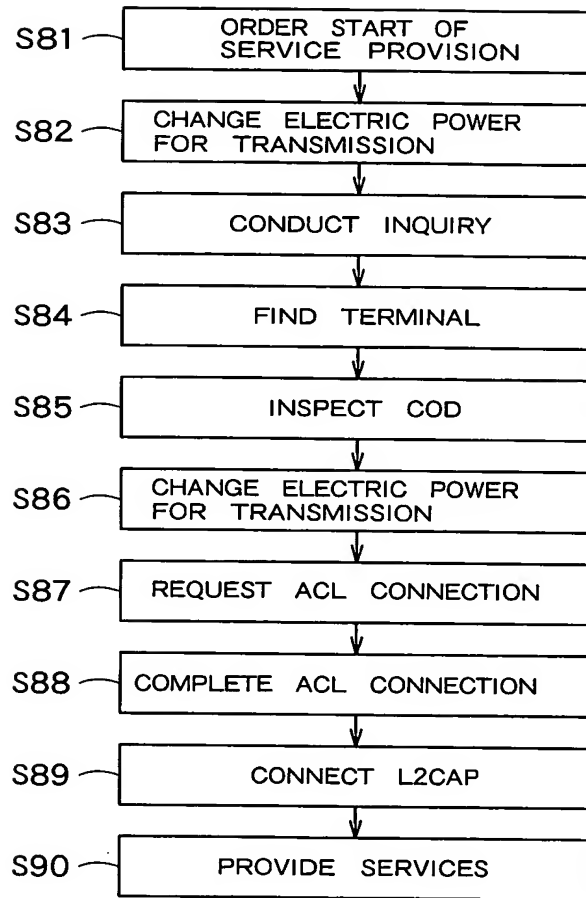 S81
ORDER START OF
SERVICE PROVISION
S82
CHANGE ELECTRIC POWER
FOR TRANSMISSION
S83
CONDUCT INQUIRY
S84
FIND TERMINAL
S85
INSPECT COD
S86
CHANGE ELECTRIC POWER
FOR TRANSMISSION
S87
REQUEST ACL CONNECTION
S88
COMPLETE ACL CONNECTION
S89
CONNECT L2CAP
S90
PROVIDE SERVICES